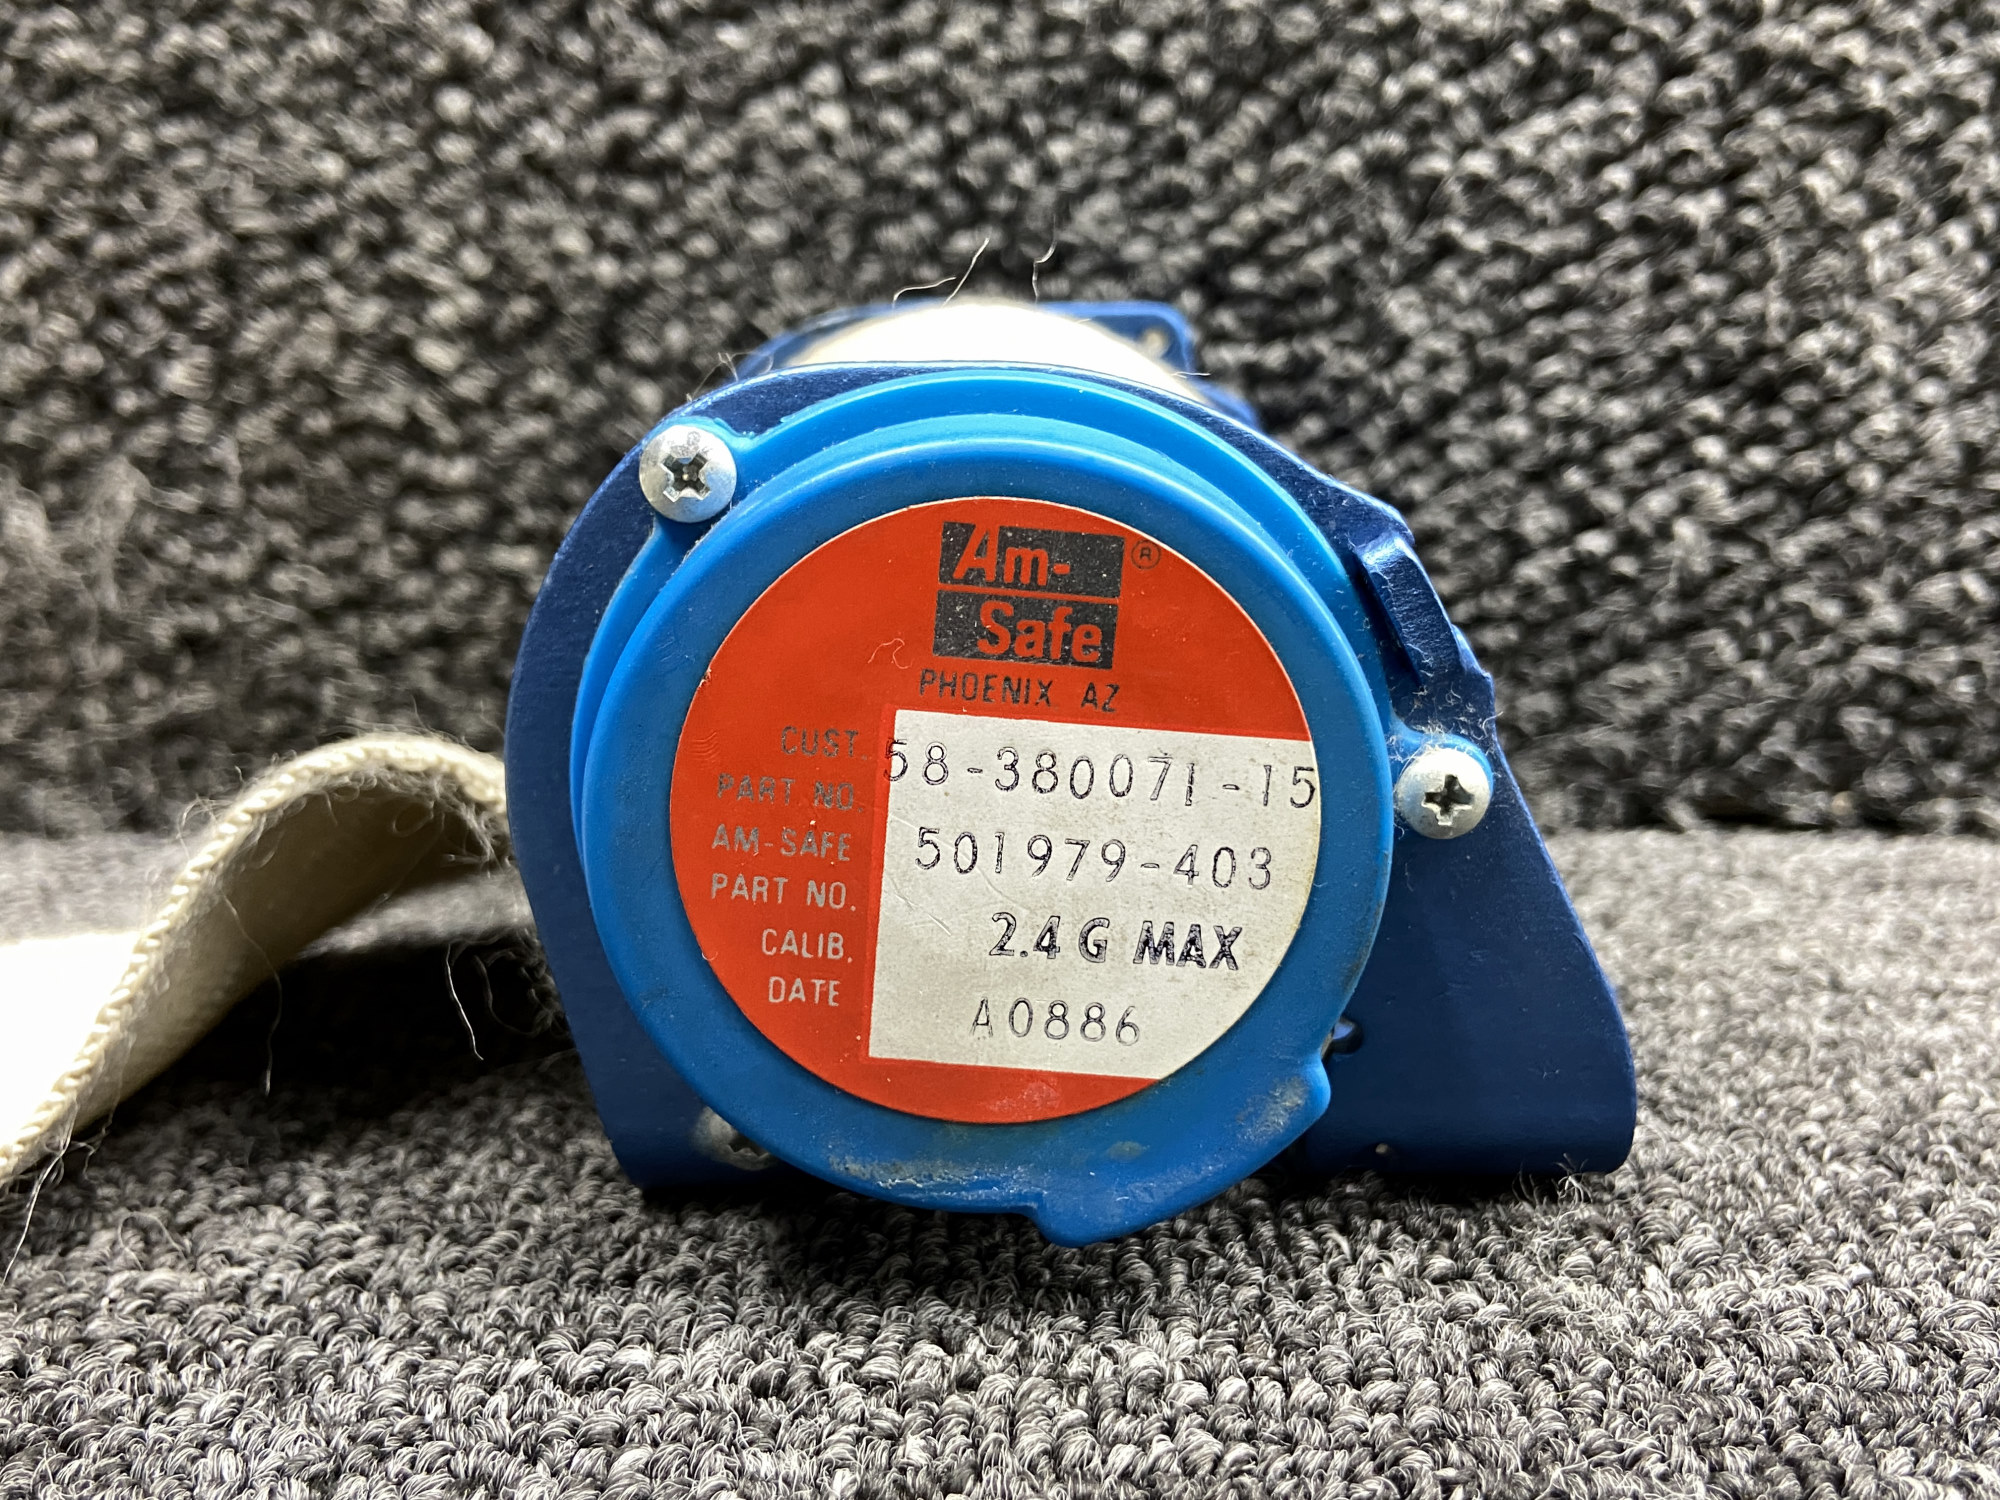 Am-
Safe ®
PHOENIX AZ
CUST. 58-380071-15
PART NO.
AM-SAFE 501979-403
PART NO.
CALIB. 2.4 G MAX
DATE A0886